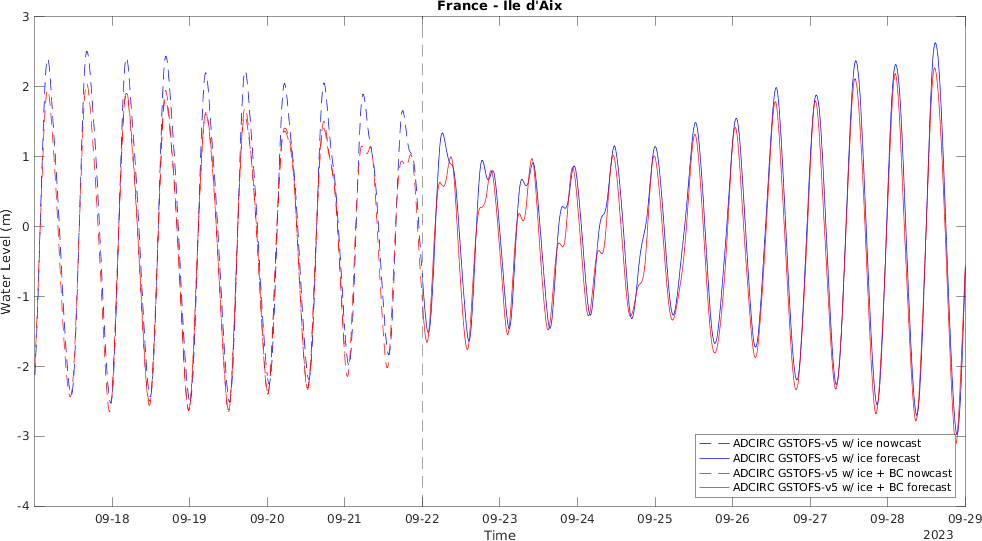 France - Ile d'Aix
3
2
1
0
-1
-2
-3
-4
Water Level (m)
ADCIRC GSTOFS-v5 w/ ice nowcast
ADCIRC GSTOFS-v5 w/ ice forecast
ADCIRC GSTOFS-v5 w/ ice + BC nowcast
ADCIRC GSTOFS-v5 w/ ice + BC forecast
09-18 09-19 09-20 09-21 09-22 09-23 09-24 09-25 09-26 09-27 09-28 09-29
Time 2023